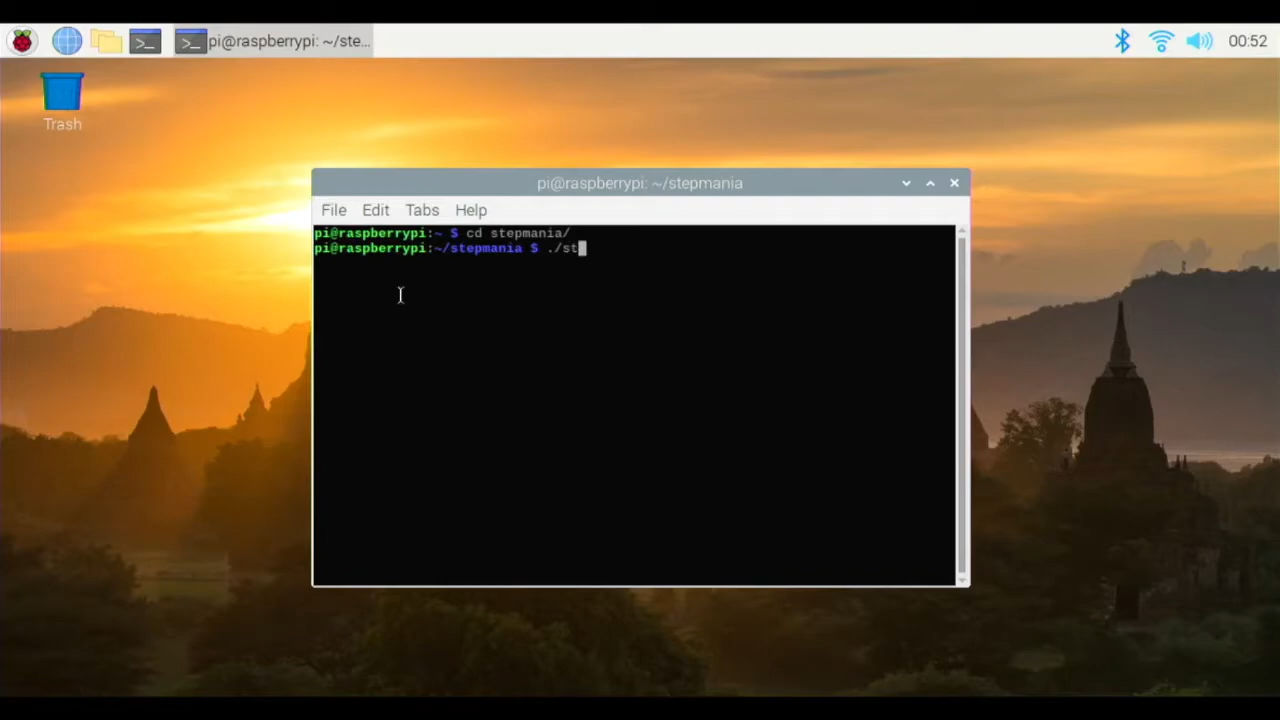 pi@raspberrypi: ~/ste...
00:52
Trash
pi@raspberrypi: ~/stepmania
File Edit Tabs Help
pi@raspberrypi:~ $ cd stepmania/
pi@raspberrypi:~/stepmania $ ./st